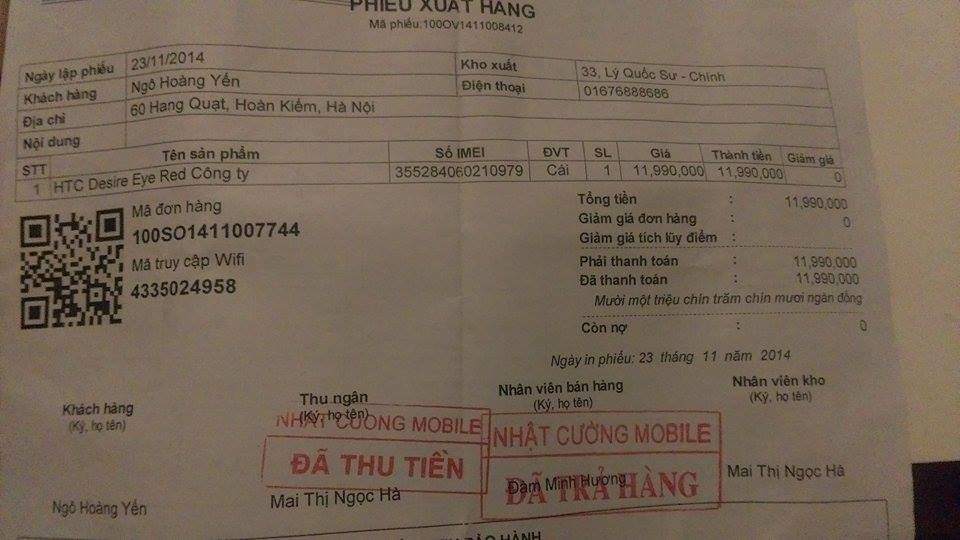 PHIẾU XUẤT HÀNG
Mã phiếu:100OV1411008412
Ngày lập phiếu 23/11/2014 Kho xuất 33, Lý Quốc Sư - Chính
Khách hàng Ngô Hoàng Yến Điện thoại 01676888686
Địa chỉ 60 Hang Quạt, Hoàn Kiếm, Hà Nội
Nội dung
STT Tên sản phẩm Số IMEI ĐVT SL Giá Thành tiền Giảm giá
1 HTC Desire Eye Red Công ty 355284060210979 Cái 1 11,990,000 11,990,000 0
Mã đơn hàng
100SO1411007744
Mã truy cập Wifi
4335024958
Tổng tiền : 11,990,000
Giảm giá đơn hàng : 0
Giảm giá tích lũy điểm :
Phải thanh toán : 11,990,000
Đã thanh toán : 11,990,000
Mười một triệu chín trăm chín mươi ngàn đồng
Còn nợ : 0
Ngày in phiếu: 23 tháng 11 năm 2014
Khách hàng Thu ngân Nhân viên bán hàng Nhân viên kho
(Ký, họ tên) (Ký, họ tên) (Ký, họ tên) (Ký, họ tên)
NHẬT CƯỜNG MOBILE NHẬT CƯỜNG MOBILE
ĐÃ THU TIỀN ĐÃ TRẢ HÀNG
Ngô Hoàng Yến Mai Thị Ngọc Hà Đàm Minh Hương Mai Thị Ngọc Hà